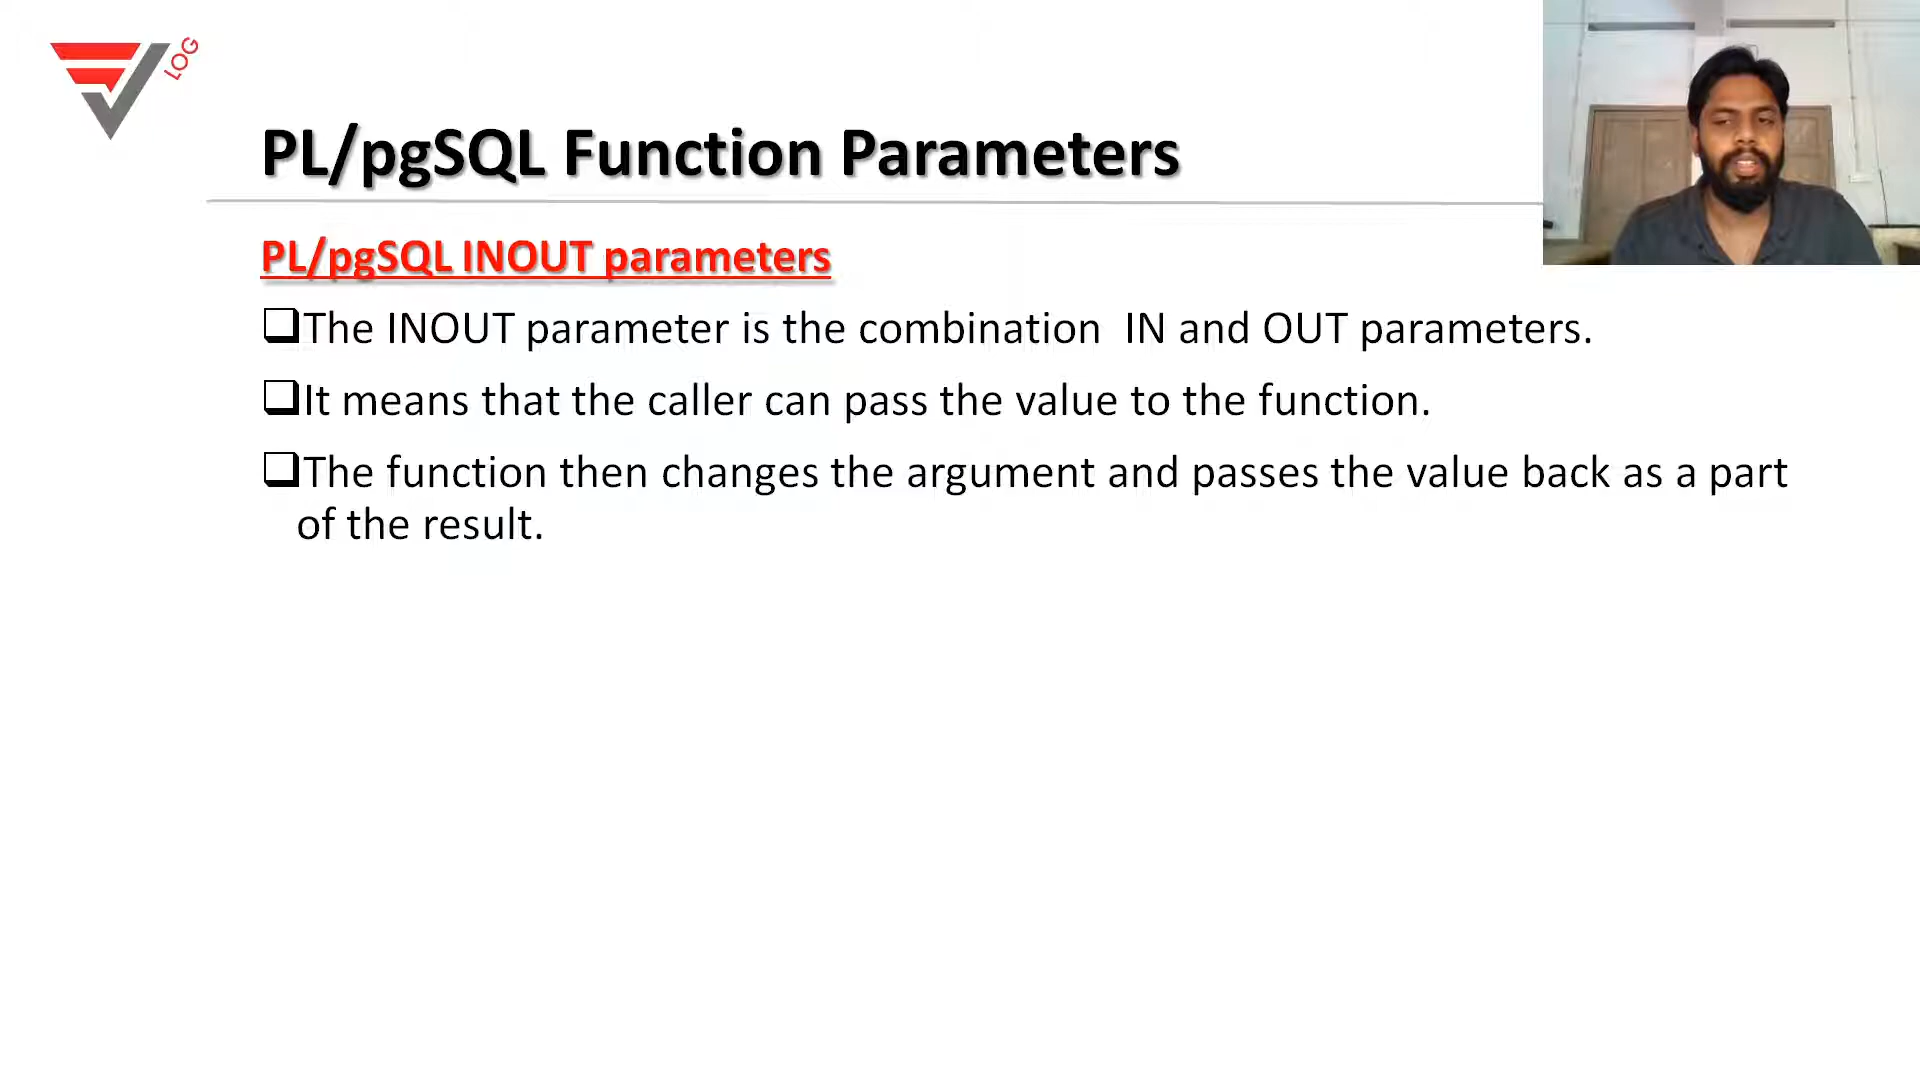 LOG
PL/pgSQL Function Parameters
PL/pgSQL INOUT parameters
The INOUT parameter is the combination  IN and OUT parameters.
It means that the caller can pass the value to the function.
The function then changes the argument and passes the value back as a part
of the result.